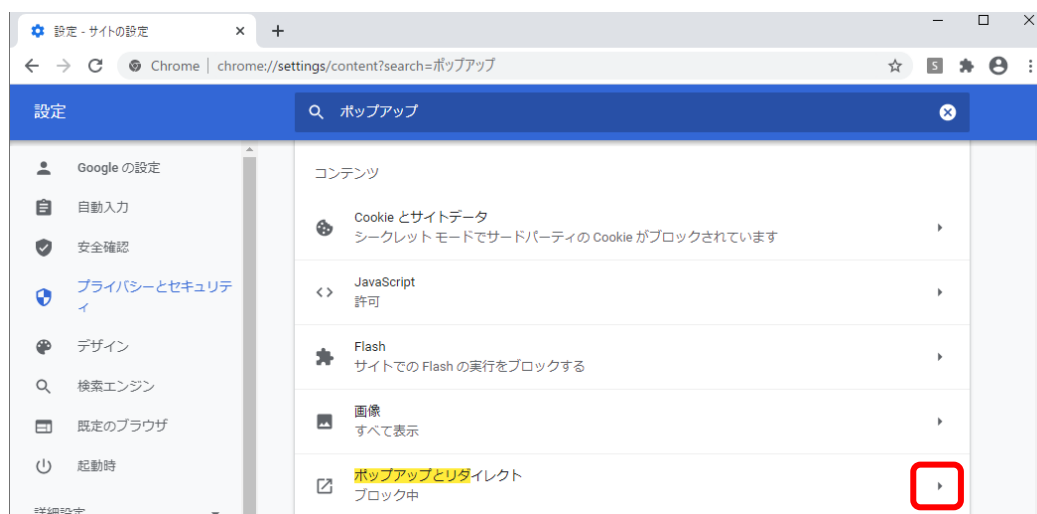 設定 - サイトの設定
Chrome | chrome://settings/content?search=ポップアップ
S
設定
ポップアップ
Google の設定
自動入力
安全確認
プライバシーとセキュリテ
ィ
デザイン
検索エンジン
既定のブラウザ
起動時
詳細設定
コンテンツ
Cookie とサイトデータ
シークレット モードでサードパーティの Cookie がブロックされています
JavaScript
許可
Flash
サイトでの Flash の実行をブロックする
画像
すべて表示
ポップアップとリダイレクト
ブロック中